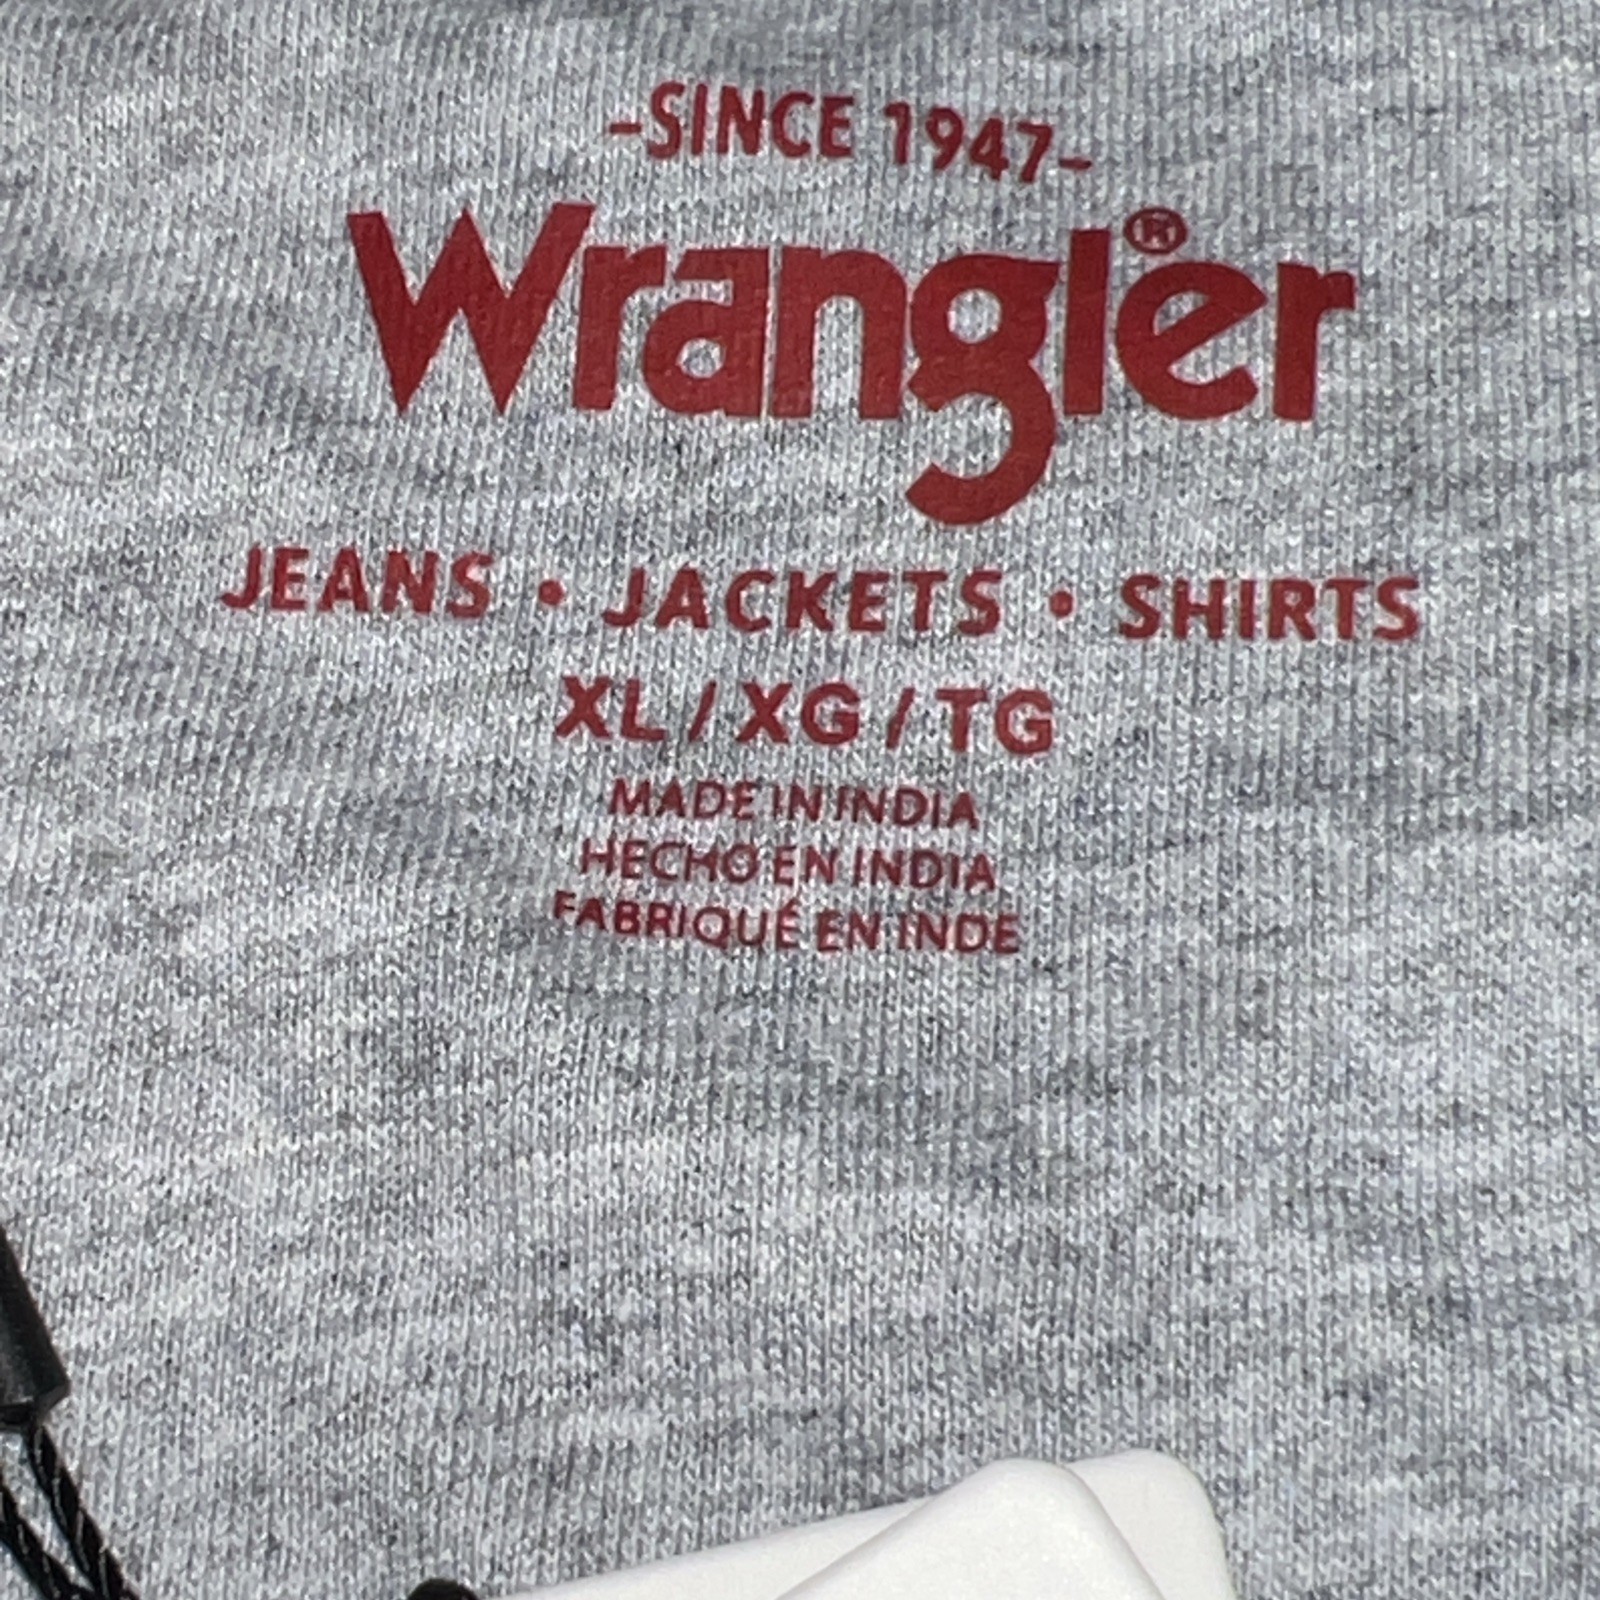 -SINCE 1947-
Wrangler®
JEANS • JACKETS • SHIRTS
XL / XG / TG
MADE IN INDIA
HECHO EN INDIA
FABRIQUÉ EN INDE